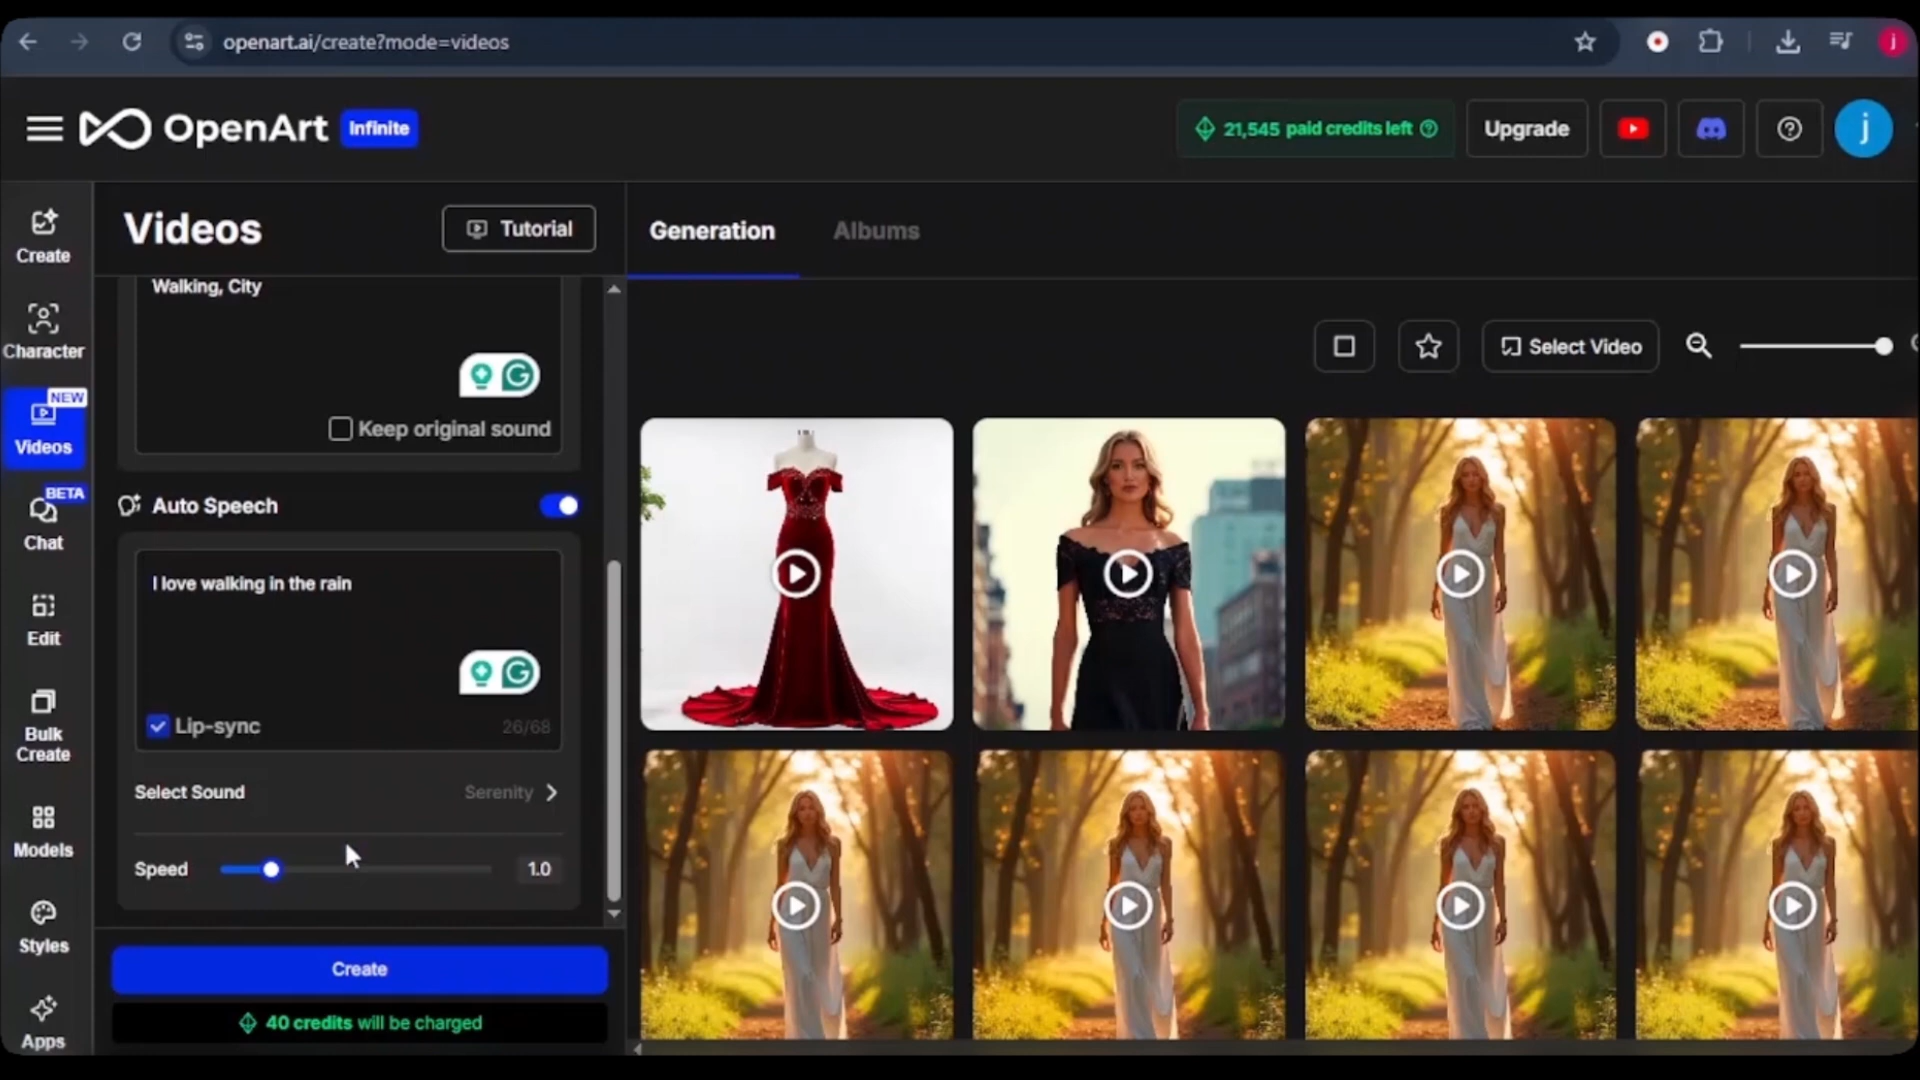 openart.ai/create?mode=videos
j
OpenArt
Infinite
21,545 paid credits left
Upgrade
j
Create
Character
NEW
Videos
BETA
Chat
Edit
Bulk
Create
Models
Styles
Apps
Videos
Tutorial
Walking, City
Keep original sound
Auto Speech
I love walking in the rain
Lip-sync
26/68
Select Sound
Serenity
Speed
1.0
Create
40 credits will be charged
Generation
Albums
Select Video